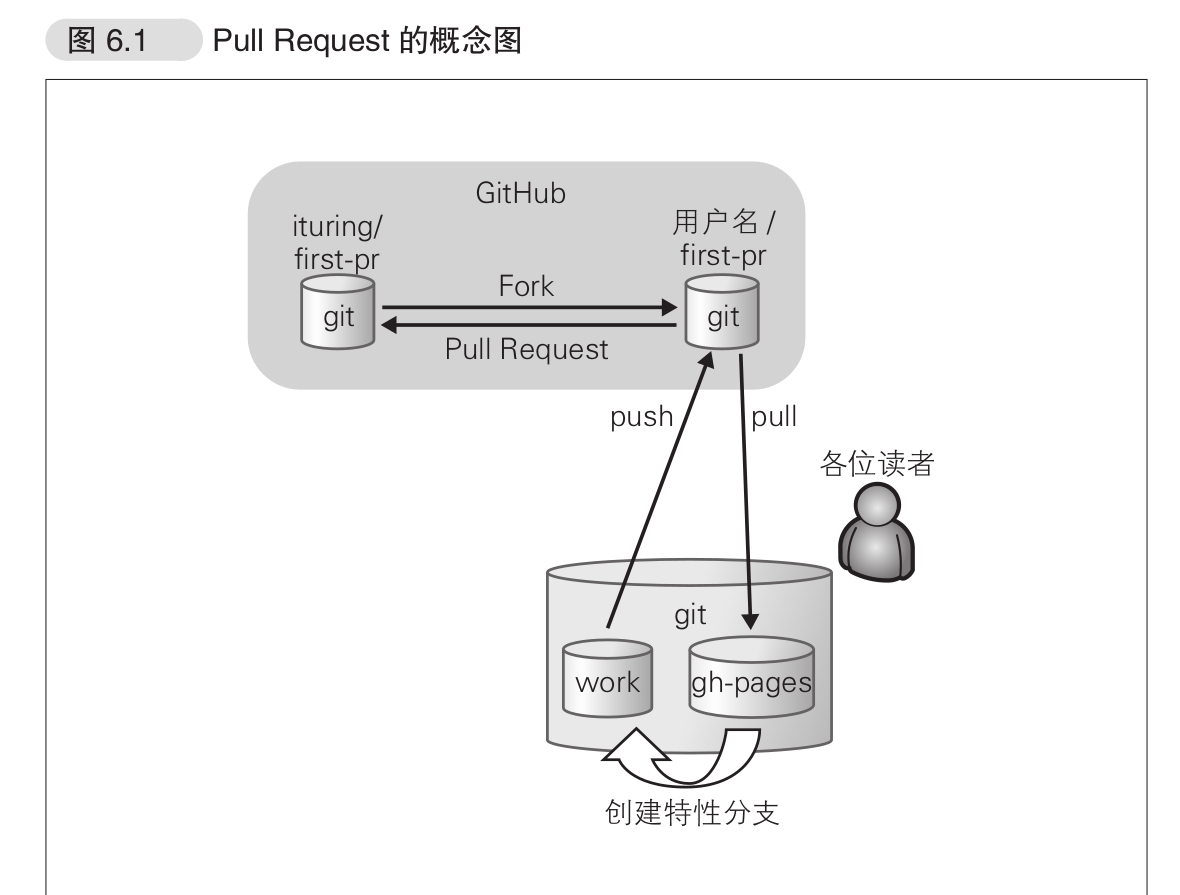 图 6.1 Pull Request 的概念图
GitHub
ituring/
first-pr
用户名 /
first-pr
Fork
git
git
Pull Request
push
pull
各位读者
git
work
gh-pages
创建特性分支